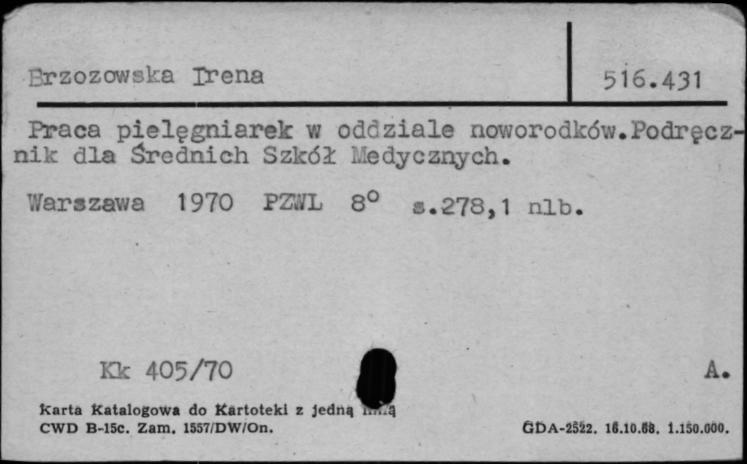 Brzozowska Irena
516.431
Praca pielęgniarek w oddziale noworodków.Podręcz-
nik dla Średnich Szkół Medycznych.
Warszawa 1970 PZWL 8° s.278,1 nlb.
Kk 405/70
A.
Karta Katalogowa do Kartoteki z jedną
CWD B-15c. Zam. 1557/DW/On.
GDA-2522. 16.10.68. 1.150.000.